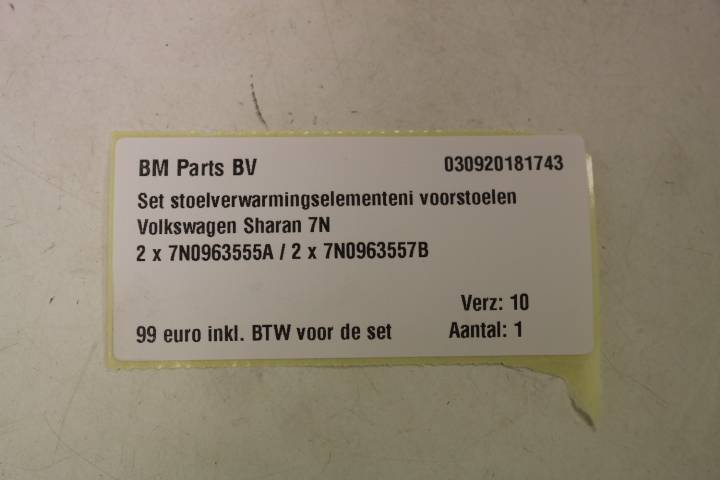 BM Parts BV 030920181743
Set stoelverwarmingselementeni voorstoelen
Volkswagen Sharan 7N
2 x 7N0963555A / 2 x 7N0963557B
Verz: 10
99 euro inkl. BTW voor de set Aantal: 1